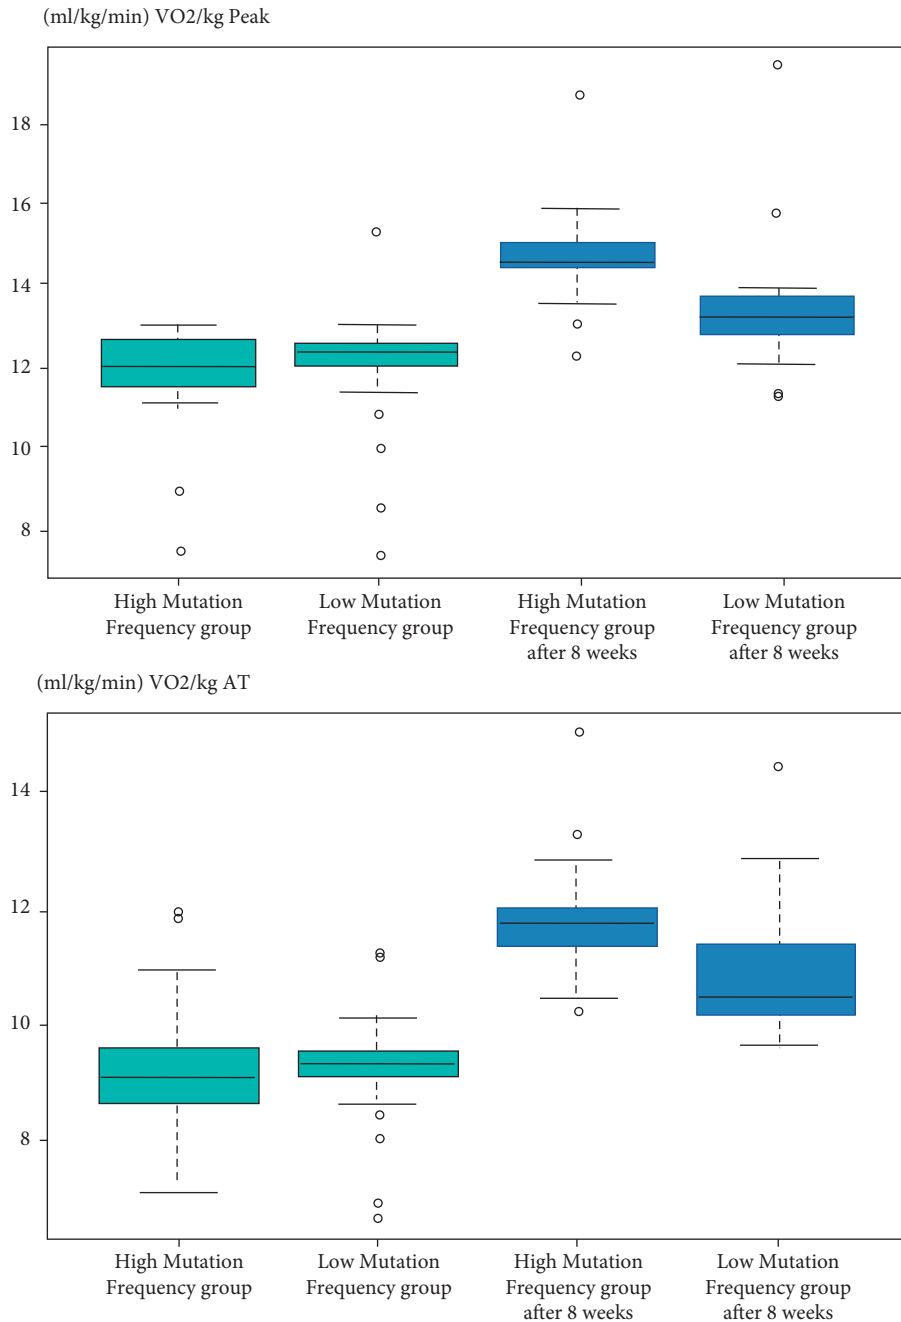 (ml/kg/min) VO2/kg Peak
18
16
14
12
10
8
High Mutation
Frequency group
Low Mutation
Frequency group
High Mutation
Frequency group
after 8 weeks
Low Mutation
Frequency group
after 8 weeks
(ml/kg/min) VO2/kg AT
14
12
10
8
High Mutation
Frequency group
Low Mutation
Frequency group
High Mutation
Frequency group
after 8 weeks
Low Mutation
Frequency group
after 8 weeks